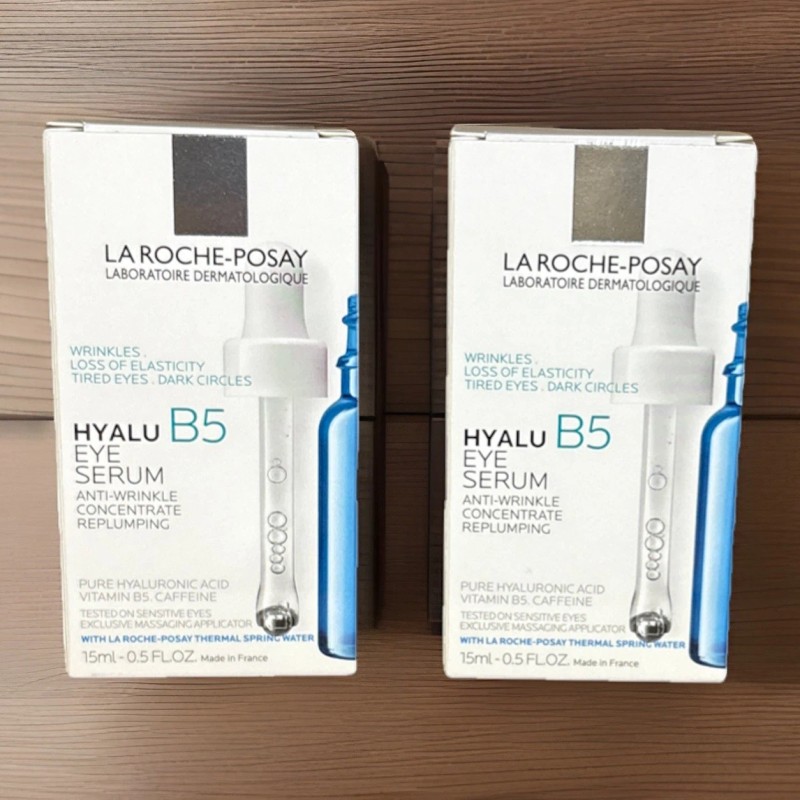 LA ROCHE-POSAY
LABORATOIRE DERMATOLOGIQUE
WRINKLES .
LOSS OF ELASTICITY
TIRED EYES . DARK CIRCLES
HYALU B5
EYE
SERUM
ANTI-WRINKLE
CONCENTRATE
REPLUMPING
PURE HYALURONIC ACID
VITAMIN B5. CAFFEINE
TESTED ON SENSITIVE EYES
EXCLUSIVE MASSAGING APPLICATOR
WITH LA ROCHE-POSAY THERMAL SPRING WATER
15ml - 0.5 FL.OZ. Made in France
LA ROCHE-POSAY
LABORATOIRE DERMATOLOGIQUE
WRINKLES .
LOSS OF ELASTICITY
TIRED EYES . DARK CIRCLES
HYALU B5
EYE
SERUM
ANTI-WRINKLE
CONCENTRATE
REPLUMPING
PURE HYALURONIC ACID
VITAMIN B5. CAFFEINE
TESTED ON SENSITIVE EYES
EXCLUSIVE MASSAGING APPLICATOR
WITH LA ROCHE-POSAY THERMAL SPRING WATER
15ml - 0.5 FL.OZ. Made in France